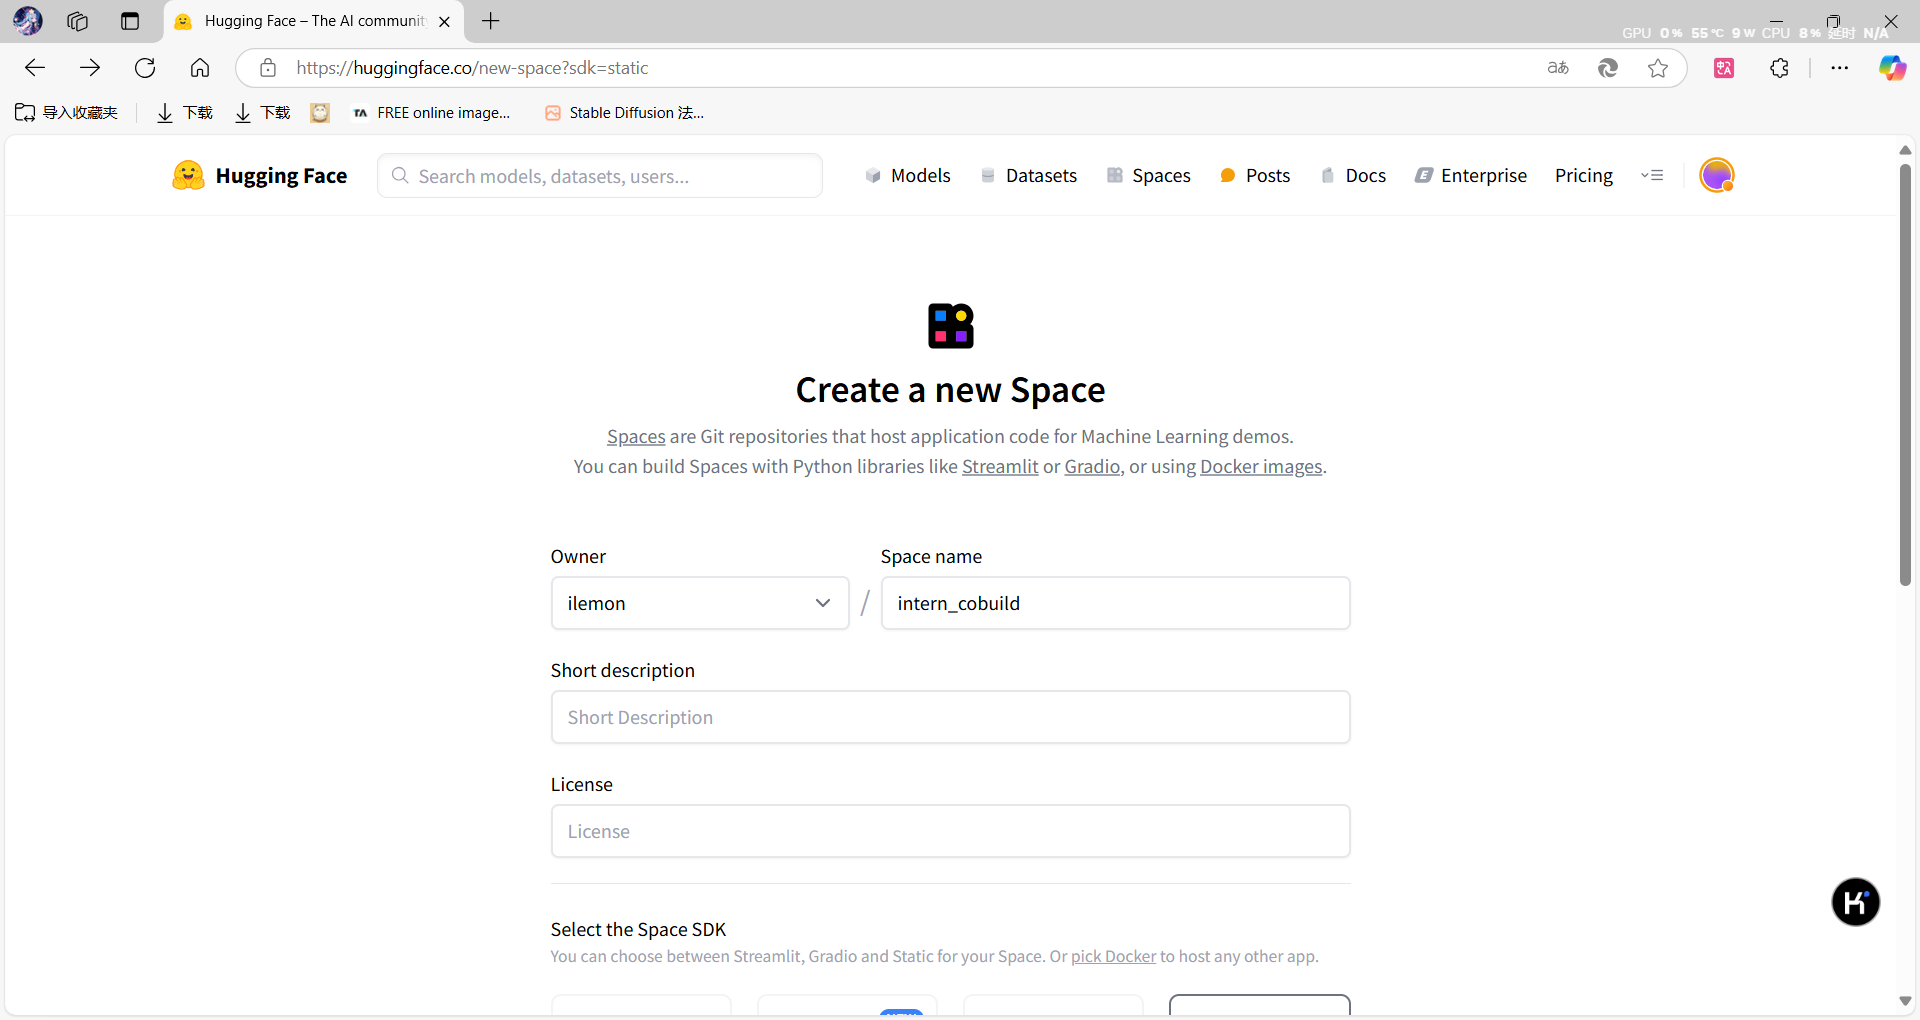 Hugging Face – The AI communit
GPU 0 % 55 °C 9 W CPU 8 % 延时 N/A
https://huggingface.co/new-space?sdk=static
导入收藏夹
下载
下载
FREE online image...
Stable Diffusion 法...
Hugging Face
Search models, datasets, users...
Models
Datasets
Spaces
Posts
Docs
Enterprise
Pricing
Create a new Space
Spaces are Git repositories that host application code for Machine Learning demos.
You can build Spaces with Python libraries like Streamlit or Gradio, or using Docker images.
Owner
Space name
ilemon
/
intern_cobuild
Short description
Short Description
License
License
Select the Space SDK
You can choose between Streamlit, Gradio and Static for your Space. Or pick Docker to host any other app.